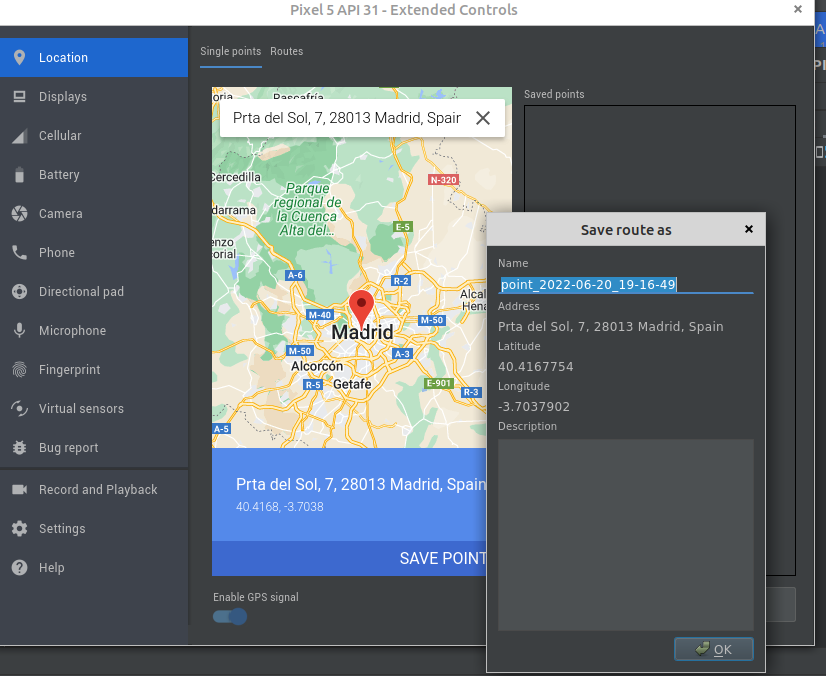 Pixel 5 API 31 - Extended Controls
Location
Displays
Cellular
Battery
Camera
Phone
Directional pad
Microphone
Fingerprint
Virtual sensors
Bug report
Record and Playback
Settings
Help
Single points Routes
Saved points
Rascafría
Prta del Sol, 7, 28013 Madrid, Spain
Cercedilla
N-320
Parque
regional de
la Cuenca
Alta del...
E-5
A-6
R-2
M-40
M-50
Madrid
M-50
A-3
Alcorcón
R-5
Getafe
E-901
R-3
A-5
Prta del Sol, 7, 28013 Madrid, Spain
40.4168, -3.7038
SAVE POINT
Enable GPS signal
Save route as
Name
point_2022-06-20_19-16-49
Address
Prta del Sol, 7, 28013 Madrid, Spain
Latitude
40.4167754
Longitude
-3.7037902
Description
OK